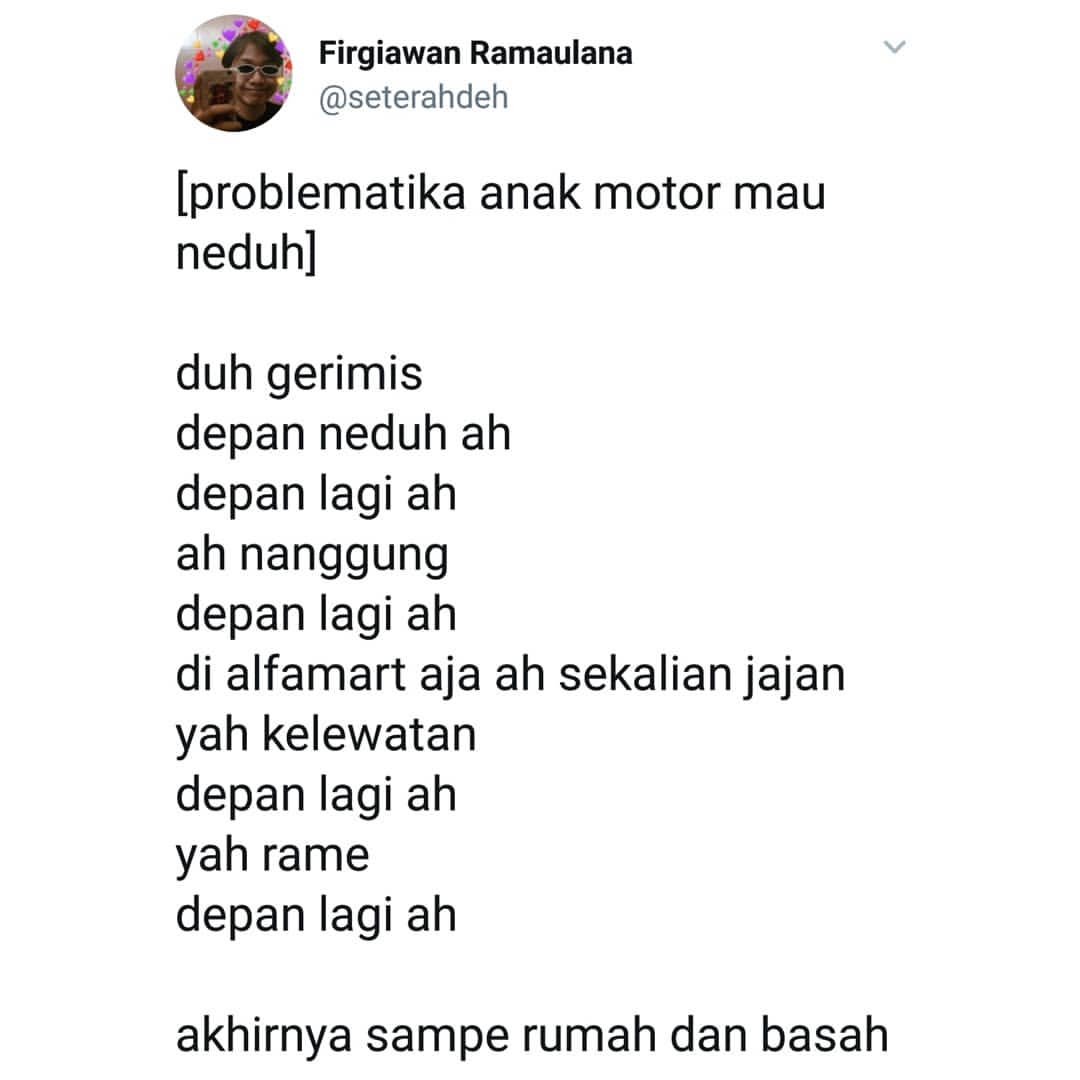 Firgiawan Ramaulana
@seterahdeh
[problematika anak motor mau
neduh]
duh gerimis
depan neduh ah
depan lagi ah
ah nanggung
depan lagi ah
di alfamart aja ah sekalian jajan
yah kelewatan
depan lagi ah
yah rame
depan lagi ah
akhirnya sampe rumah dan basah